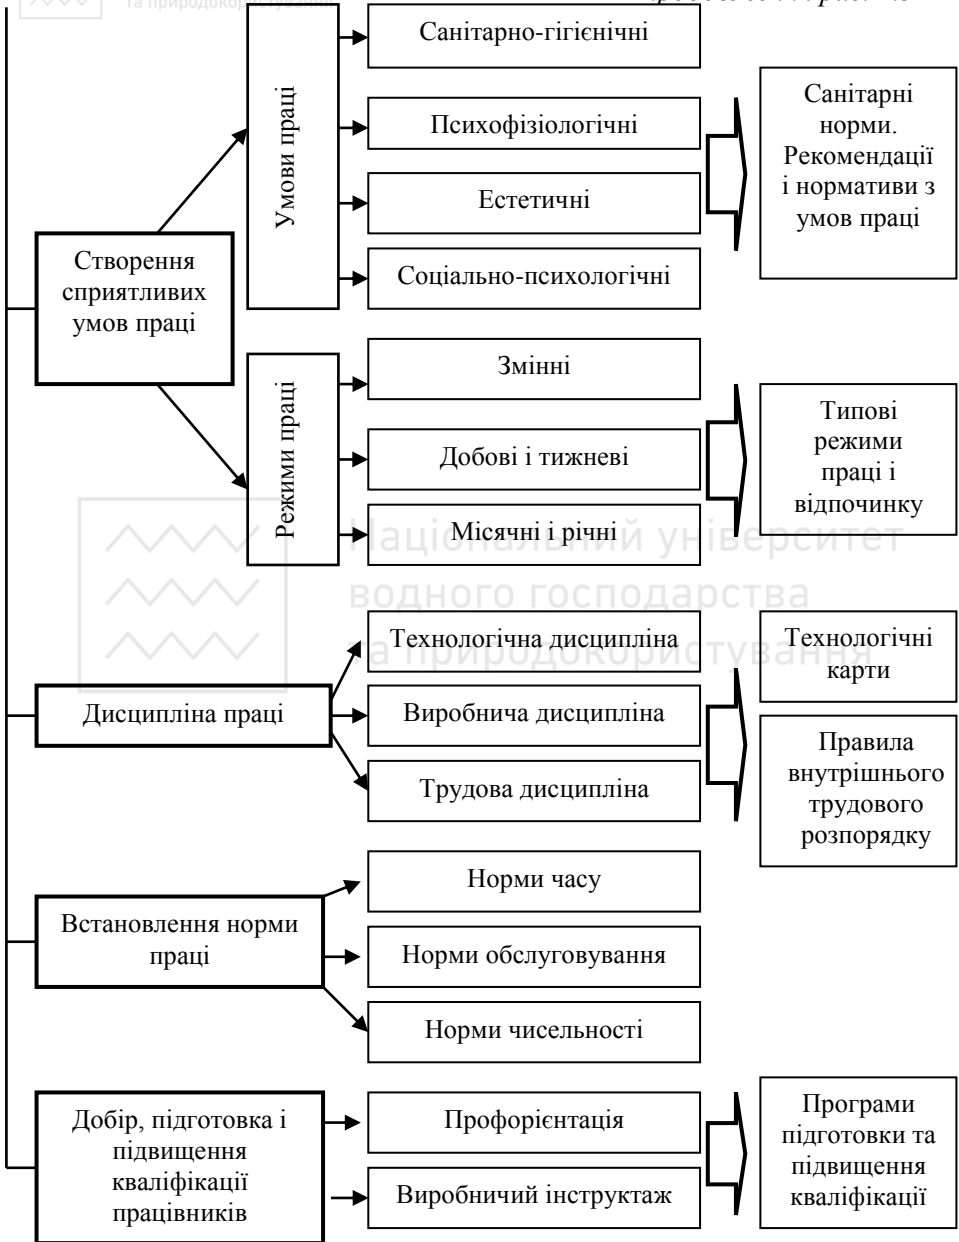 та природокористування
Санітарно-гігієнічні
Умови праці
Психофізіологічні
Естетичні
Соціально-психологічні
Санітарні
норми.
Рекомендації
і нормативи з
умов праці
Створення
сприятливих
умов праці
Режими праці
Змінні
Добові і тижневі
Місячні і річні
Типові
режими
праці і
відпочинку
Національний університет
водного господарства
та природокористування
Дисципліна праці
Технологічна дисципліна
Виробнича дисципліна
Трудова дисципліна
Технологічні
карти
Правила
внутрішнього
трудового
розпорядку
Встановлення норми
праці
Норми часу
Норми обслуговування
Норми чисельності
Добір, підготовка і
підвищення
кваліфікації
працівників
Профорієнтація
Виробничий інструктаж
Програми
підготовки та
підвищення
кваліфікації